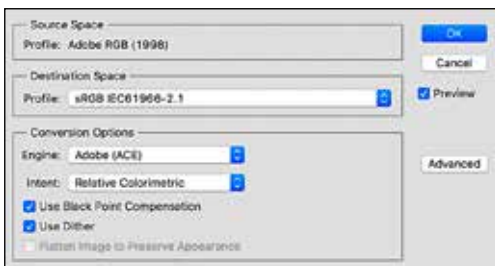 Source Space
Profile: Adobe RGB (1998)
OK
Cancel
Destination Space
Profile: sRGB IEC61966-2.1
Preview
Conversion Options
Engine: Adobe (ACE)
Advanced
Intent: Relative Colorimetric
Use Black Point Compensation
Use Dither
Flatten Image to Preserve Appearance